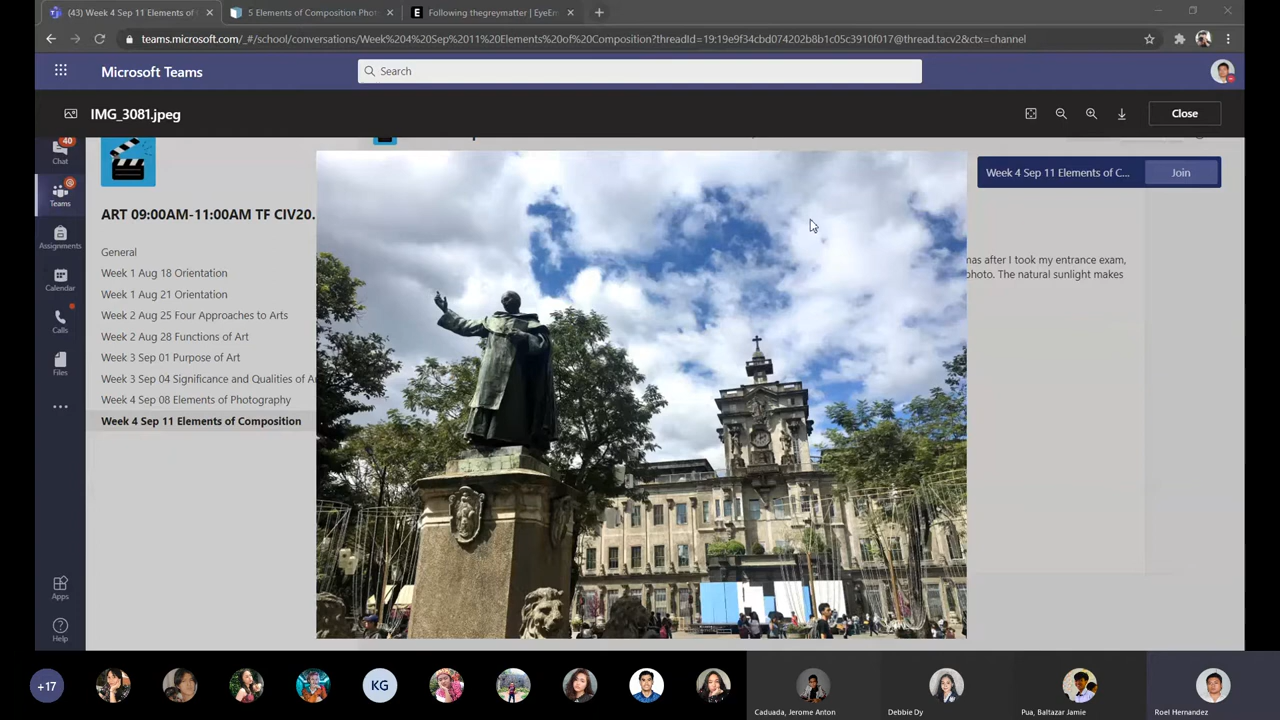 (43) Week 4 Sep 11 Elements of
5 Elements of Composition Phot
Following thegreymatter | EyeEm
teams.microsoft.com/_#/school/conversations/Week%204%20Sep%2011%20Elements%20of%20Composition?threadId=19:19e9f34cbd074202b8b1c05c3910f017@thread.tacv2&ctx=channel
Microsoft Teams
Search
IMG_3081.jpeg
Close
40
Chat
Teams
Assignments
Calendar
Calls
Files
Apps
Help
ART 09:00AM-11:00AM TF CIV20.
General
Week 1 Aug 18 Orientation
Week 1 Aug 21 Orientation
Week 2 Aug 25 Four Approaches to Arts
Week 2 Aug 28 Functions of Art
Week 3 Sep 01 Purpose of Art
Week 3 Sep 04 Significance and Qualities of Ar
Week 4 Sep 08 Elements of Photography
Week 4 Sep 11 Elements of Composition
Week 4 Sep 11 Elements of C...
Join
mas after I took my entrance exam,
photo. The natural sunlight makes
+17
KG
Caduada, Jerome Anton
Debbie Dy
Pua, Baltazar Jamie
Roel Hernandez